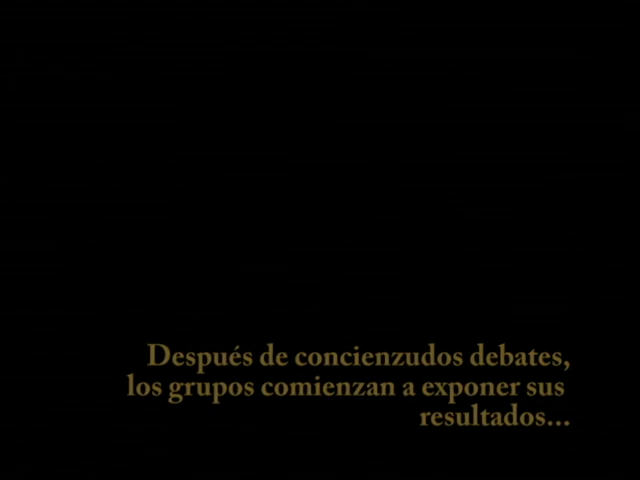 Después de concienzudos debates,
los grupos comienzan a exponer sus
resultados...